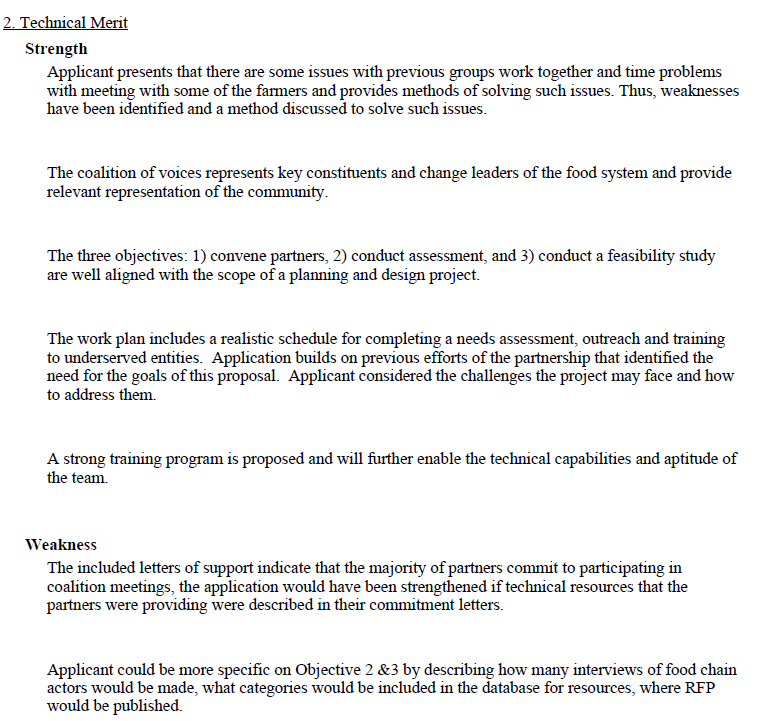 2. Technical Merit
Strength
Applicant presents that there are some issues with previous groups work together and time problems
with meeting with some of the farmers and provides methods of solving such issues. Thus, weaknesses
have been identified and a method discussed to solve such issues.
The coalition of voices represents key constituents and change leaders of the food system and provide
relevant representation of the community.
The three objectives: 1) convene partners, 2) conduct assessment, and 3) conduct a feasibility study
are well aligned with the scope of a planning and design project.
The work plan includes a realistic schedule for completing a needs assessment, outreach and training
to underserved entities. Application builds on previous efforts of the partnership that identified the
need for the goals of this proposal. Applicant considered the challenges the project may face and how
to address them.
A strong training program is proposed and will further enable the technical capabilities and aptitude of
the team.
Weakness
The included letters of support indicate that the majority of partners commit to participating in
coalition meetings, the application would have been strengthened if technical resources that the
partners were providing were described in their commitment letters.
Applicant could be more specific on Objective 2 &3 by describing how many interviews of food chain
actors would be made, what categories would be included in the database for resources, where RFP
would be published.